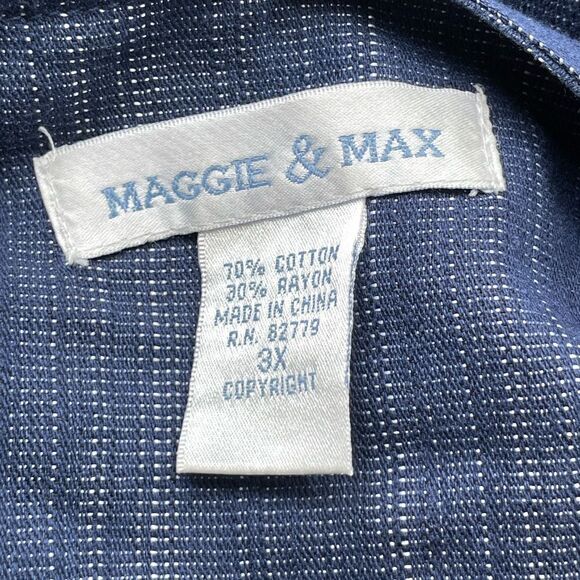 MAGGIE & MAX
70% COTTON
30% RAYON
MADE IN CHINA
R.N. 82779
3X
COPYRIGHT